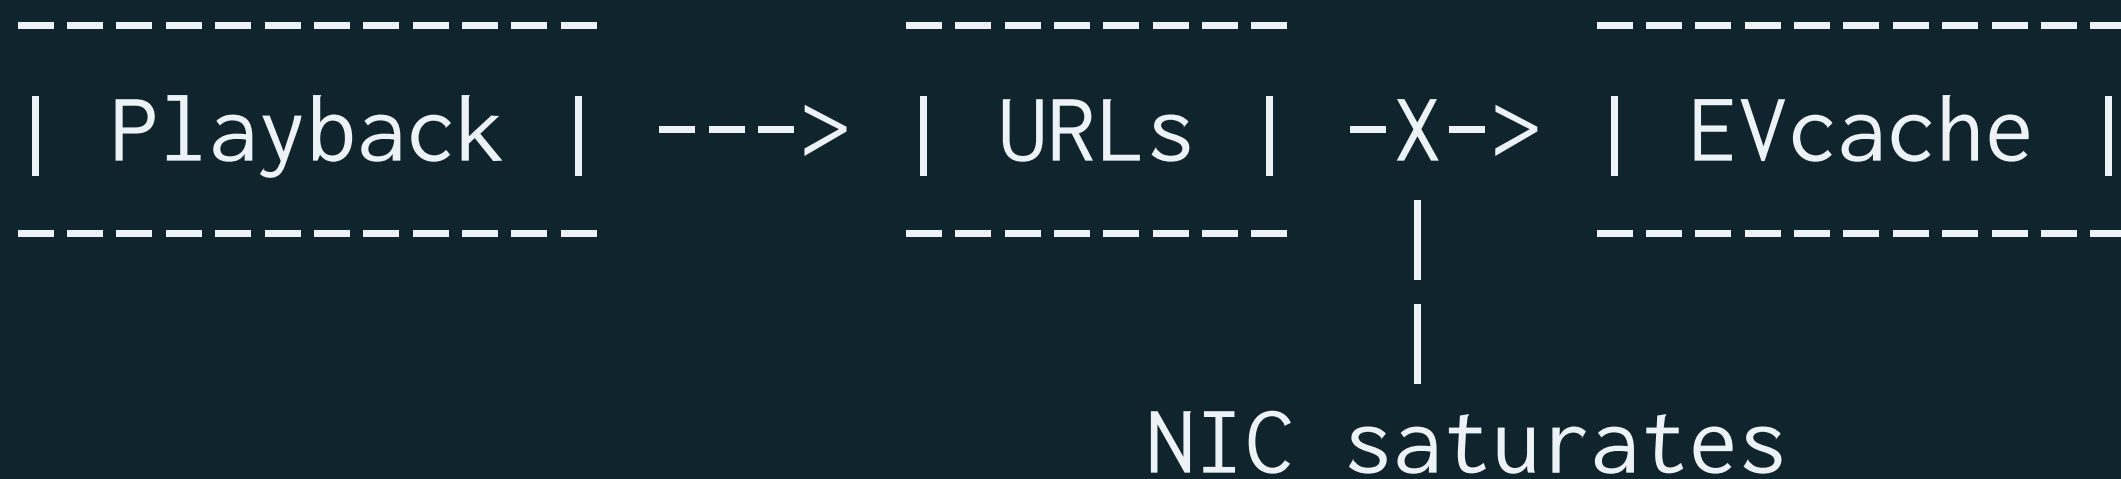 ------------      --------      -----------
| Playback | ---> | URLs | -X-> | EVcache |
------------      --------  |   -----------
                            |
                       NIC saturates